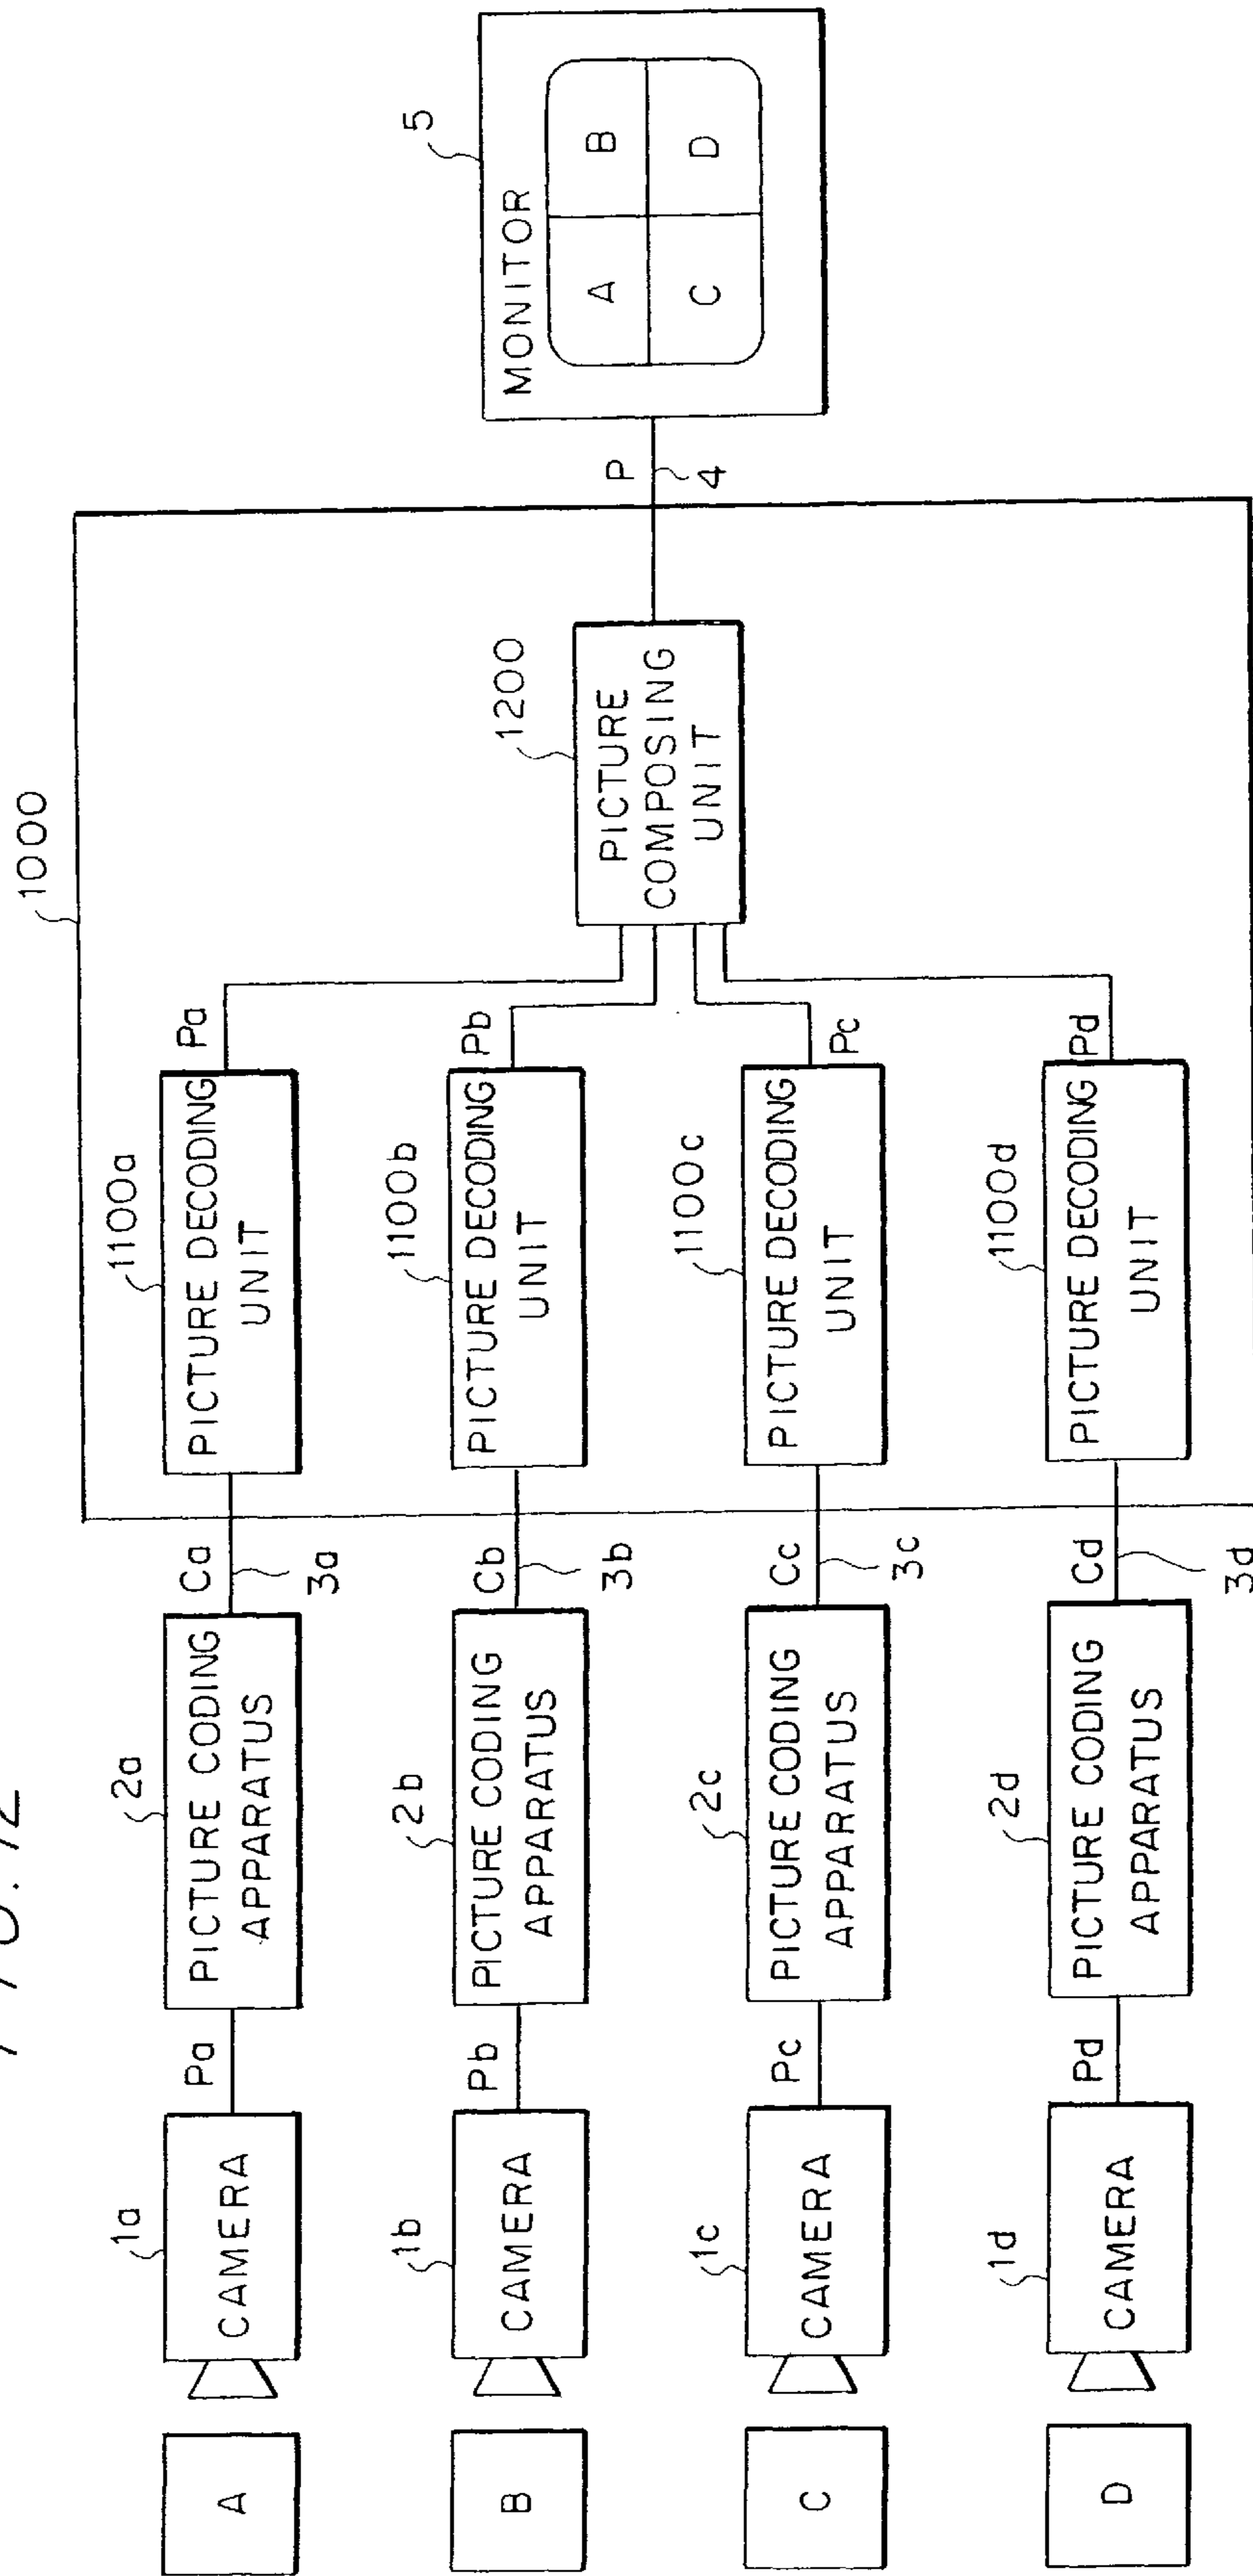 FIG. 12
1000
A
1a
CAMERA
Pa
2a
PICTURE CODING
APPARATUS
Ca
3a
1100a
PICTURE DECODING
UNIT
Pa
B
1b
CAMERA
Pb
2b
PICTURE CODING
APPARATUS
Cb
3b
1100b
PICTURE DECODING
UNIT
Pb
C
1c
CAMERA
Pc
2c
PICTURE CODING
APPARATUS
Cc
3c
1100c
PICTURE DECODING
UNIT
Pc
D
1d
CAMERA
Pd
2d
PICTURE CODING
APPARATUS
Cd
3d
1100d
PICTURE DECODING
UNIT
Pd
1200
PICTURE
COMPOSING
UNIT
P
4
5
MONITOR
A
B
C
D